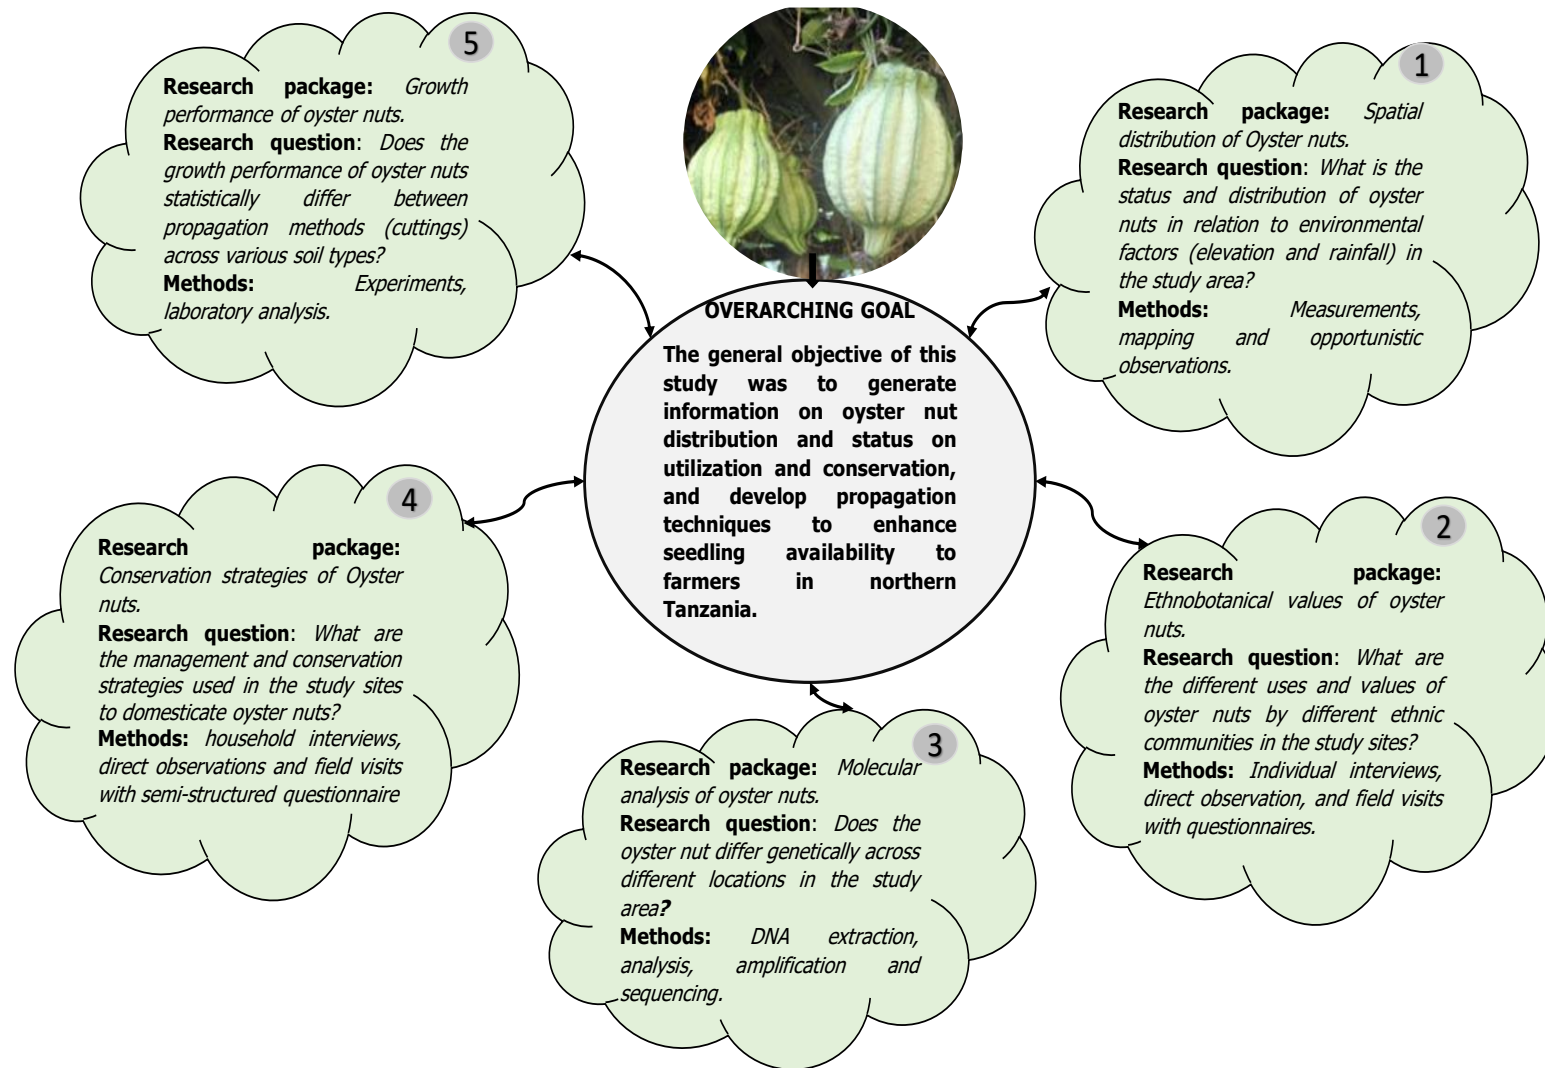 OVERARCHING GOAL
The general objective of this
study was to generate
information on oyster nut
distribution and status on
utilization and conservation,
and develop propagation
techniques to enhance
seedling availability to
farmers in northern
Tanzania.
1
Research package: Spatial
distribution of Oyster nuts.
Research question: What is the
status and distribution of oyster
nuts in relation to environmental
factors (elevation and rainfall) in
the study area?
Methods: Measurements,
mapping and opportunistic
observations.
2
Research package:
Ethnobotanical values of oyster
nuts.
Research question: What are
the different uses and values of
oyster nuts by different ethnic
communities in the study sites?
Methods: Individual interviews,
direct observation, and field visits
with questionnaires.
3
Research package: Molecular
analysis of oyster nuts.
Research question: Does the
oyster nut differ genetically across
different locations in the study
area?
Methods: DNA extraction,
analysis, amplification and
sequencing.
4
Research package:
Conservation strategies of Oyster
nuts.
Research question: What are
the management and conservation
strategies used in the study sites
to domesticate oyster nuts?
Methods: household interviews,
direct observations and field visits
with semi-structured questionnaire
5
Research package: Growth
performance of oyster nuts.
Research question: Does the
growth performance of oyster nuts
statistically differ between
propagation methods (cuttings)
across various soil types?
Methods: Experiments,
laboratory analysis.